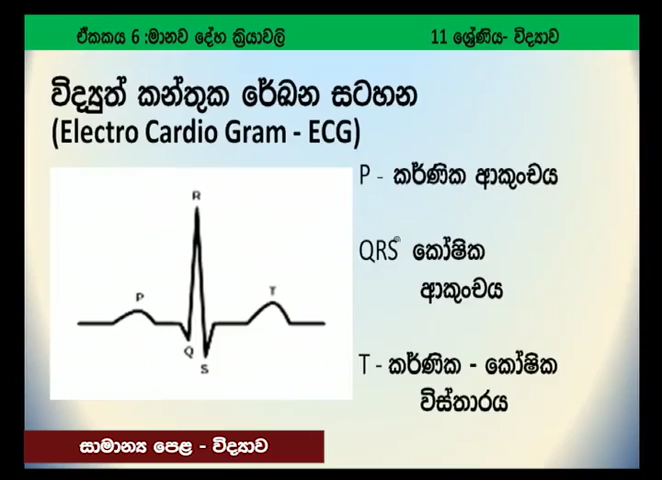 ඒකකය 6 :මානව දේහ ක්‍රියාවලි
11 ශ්‍රේණිය- විද්‍යාව
විද්‍යුත් කන්තුක රේඛන සටහන
(Electro Cardio Gram - ECG)
P - කර්ණික ආකුංචය
R
QRS කෝෂික
ආකුංචය
P
T
Q
S
T - කර්ණික - කෝෂික
විස්තාරය
සාමාන්‍ය පෙළ - විද්‍යාව